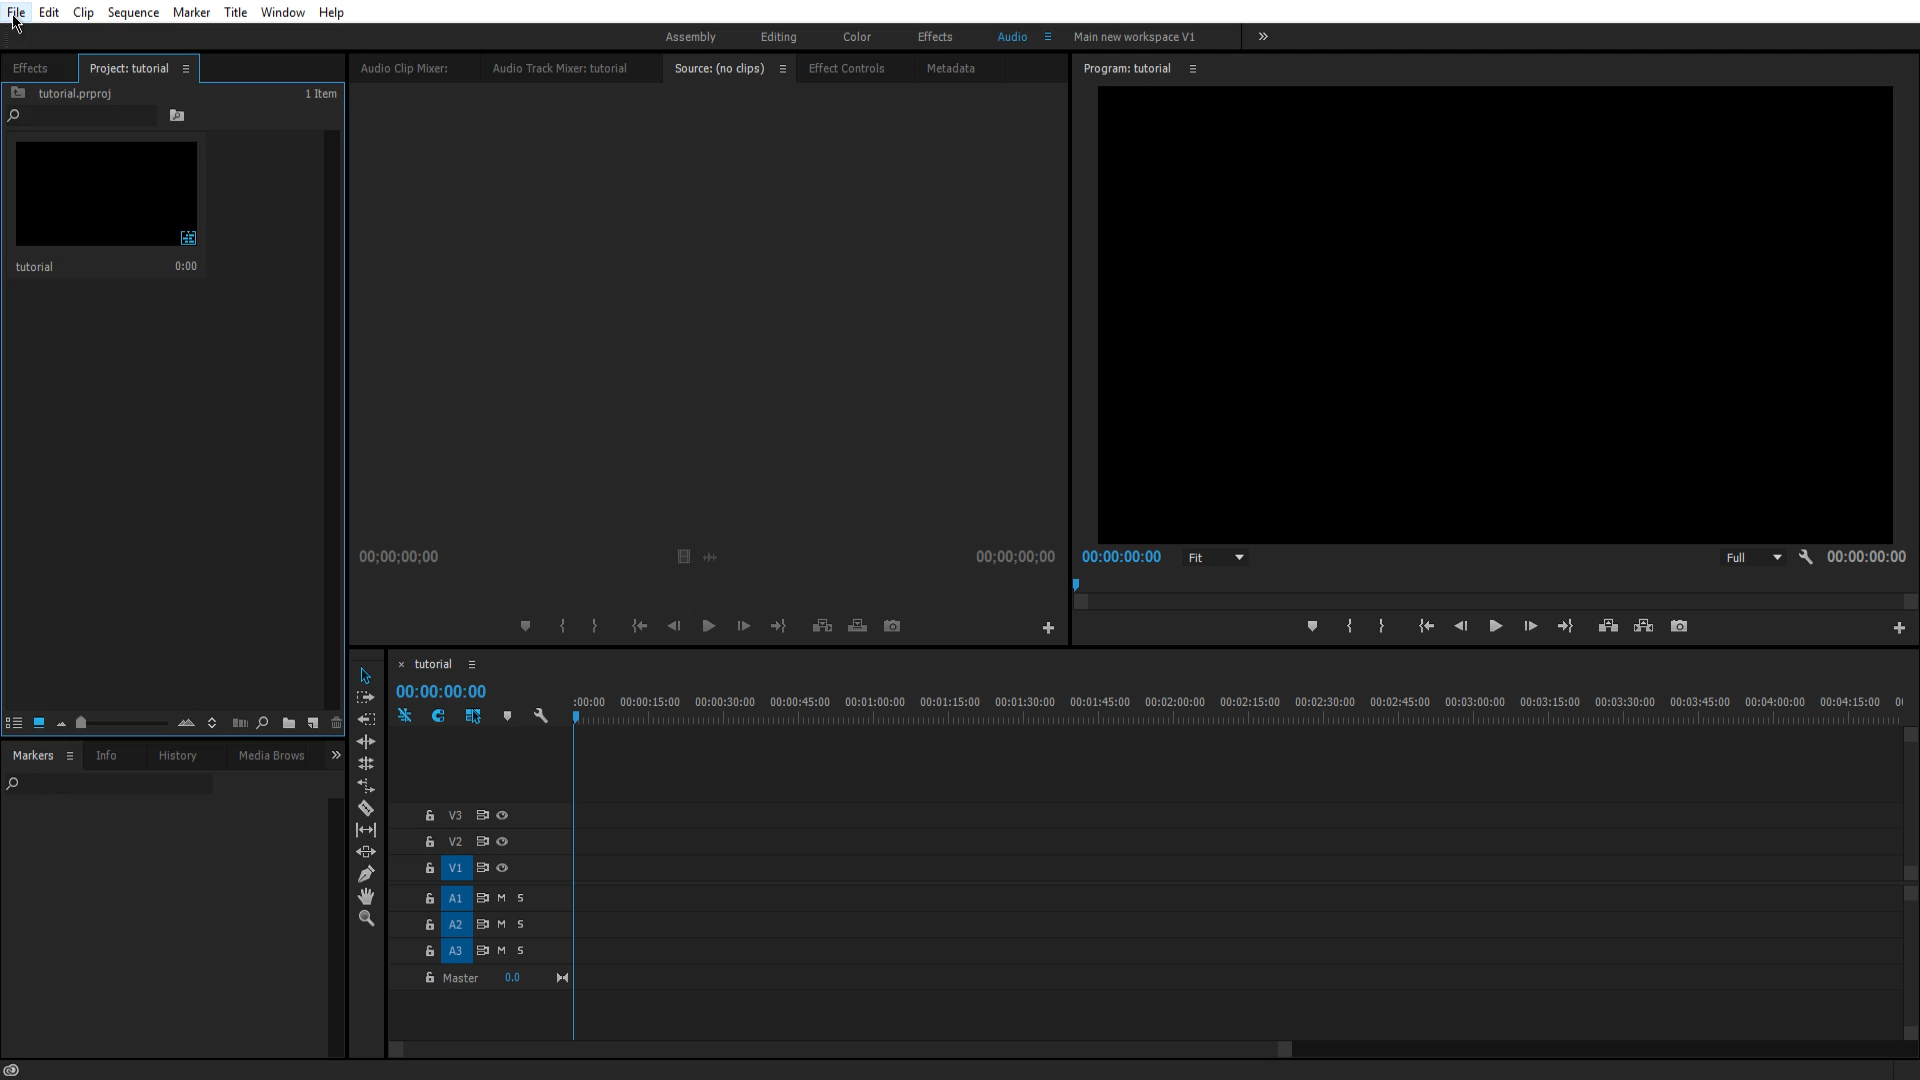 File Edit Clip Sequence Marker Title Window Help
Assembly Editing Color Effects Audio Main new workspace V1
Effects Project: tutorial
tutorial.prproj 1 Item
tutorial 0:00
Audio Clip Mixer: Audio Track Mixer: tutorial Source: (no clips) Effect Controls Metadata
00;00;00;00 00;00;00;00
Program: tutorial
00:00:00:00 Fit Full 00:00:00:00
Markers Info History Media Brows
× tutorial
00:00:00:00
:00:00 00:00:15:00 00:00:30:00 00:00:45:00 00:01:00:00 00:01:15:00 00:01:30:00 00:01:45:00 00:02:00:00 00:02:15:00 00:02:30:00 00:02:45:00 00:03:00:00 00:03:15:00 00:03:30:00 00:03:45:00 00:04:00:00 00:04:15:00
V3
V2
V1
A1 M S
A2 M S
A3 M S
Master 0.0